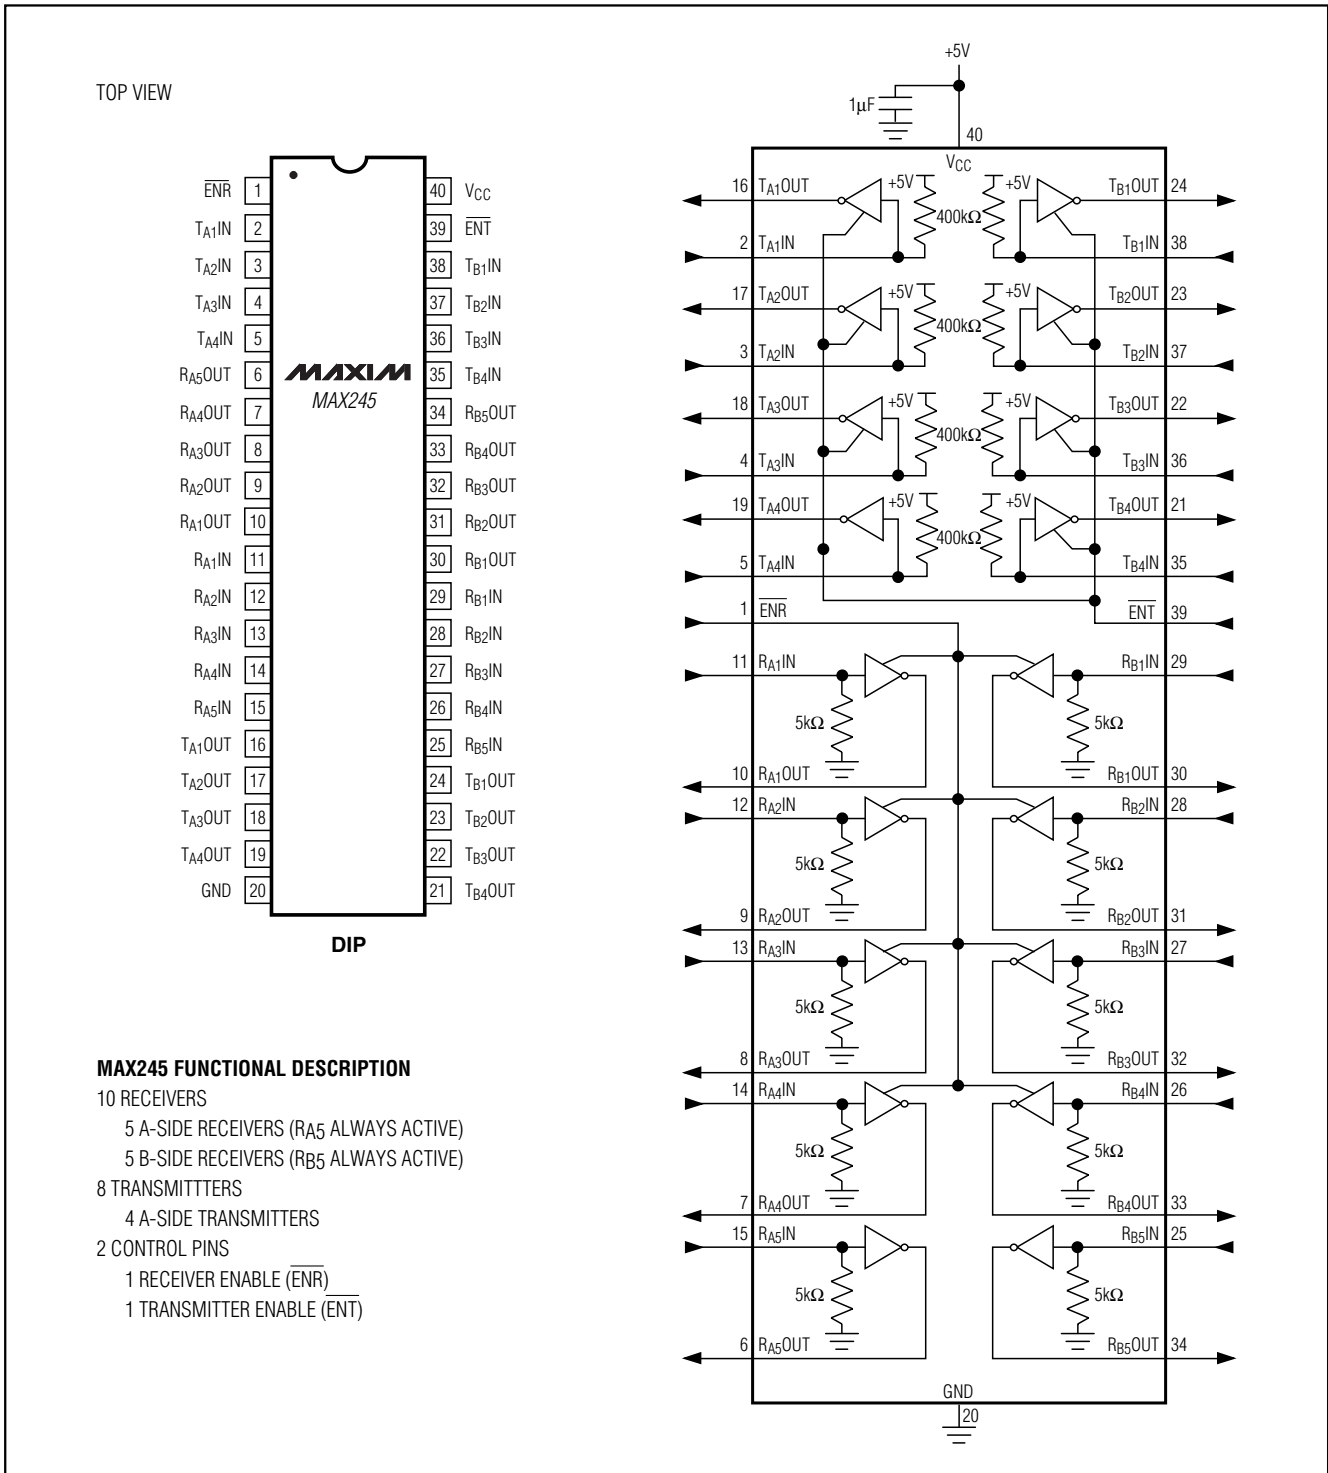 TOP VIEW
ENR 1
TA1IN 2
TA2IN 3
TA3IN 4
TA4IN 5
RA5OUT 6
RA4OUT 7
RA3OUT 8
RA2OUT 9
RA1OUT 10
RA1IN 11
RA2IN 12
RA3IN 13
RA4IN 14
RA5IN 15
TA1OUT 16
TA2OUT 17
TA3OUT 18
TA4OUT 19
GND 20
MAXIM
MAX245
40 VCC
39 ENT
38 TB1IN
37 TB2IN
36 TB3IN
35 TB4IN
34 RB5OUT
33 RB4OUT
32 RB3OUT
31 RB2OUT
30 RB1OUT
29 RB1IN
28 RB2IN
27 RB3IN
26 RB4IN
25 RB5IN
24 TB1OUT
23 TB2OUT
22 TB3OUT
21 TB4OUT
DIP
MAX245 FUNCTIONAL DESCRIPTION
10 RECEIVERS
5 A-SIDE RECEIVERS (RA5 ALWAYS ACTIVE)
5 B-SIDE RECEIVERS (RB5 ALWAYS ACTIVE)
8 TRANSMITTTERS
4 A-SIDE TRANSMITTERS
2 CONTROL PINS
1 RECEIVER ENABLE (ENR)
1 TRANSMITTER ENABLE (ENT)
+5V
1µF
40
VCC
16 TA1OUT +5V +5V TB1OUT 24
400kΩ
2 TA1IN TB1IN 38
17 TA2OUT +5V +5V TB2OUT 23
400kΩ
3 TA2IN TB2IN 37
18 TA3OUT +5V +5V TB3OUT 22
400kΩ
4 TA3IN TB3IN 36
19 TA4OUT +5V +5V TB4OUT 21
400kΩ
5 TA4IN TB4IN 35
1 ENR ENT 39
11 RA1IN RB1IN 29
5kΩ 5kΩ
10 RA1OUT RB1OUT 30
12 RA2IN RB2IN 28
5kΩ 5kΩ
9 RA2OUT RB2OUT 31
13 RA3IN RB3IN 27
5kΩ 5kΩ
8 RA3OUT RB3OUT 32
14 RA4IN RB4IN 26
5kΩ 5kΩ
7 RA4OUT RB4OUT 33
15 RA5IN RB5IN 25
5kΩ 5kΩ
6 RA5OUT RB5OUT 34
GND
20